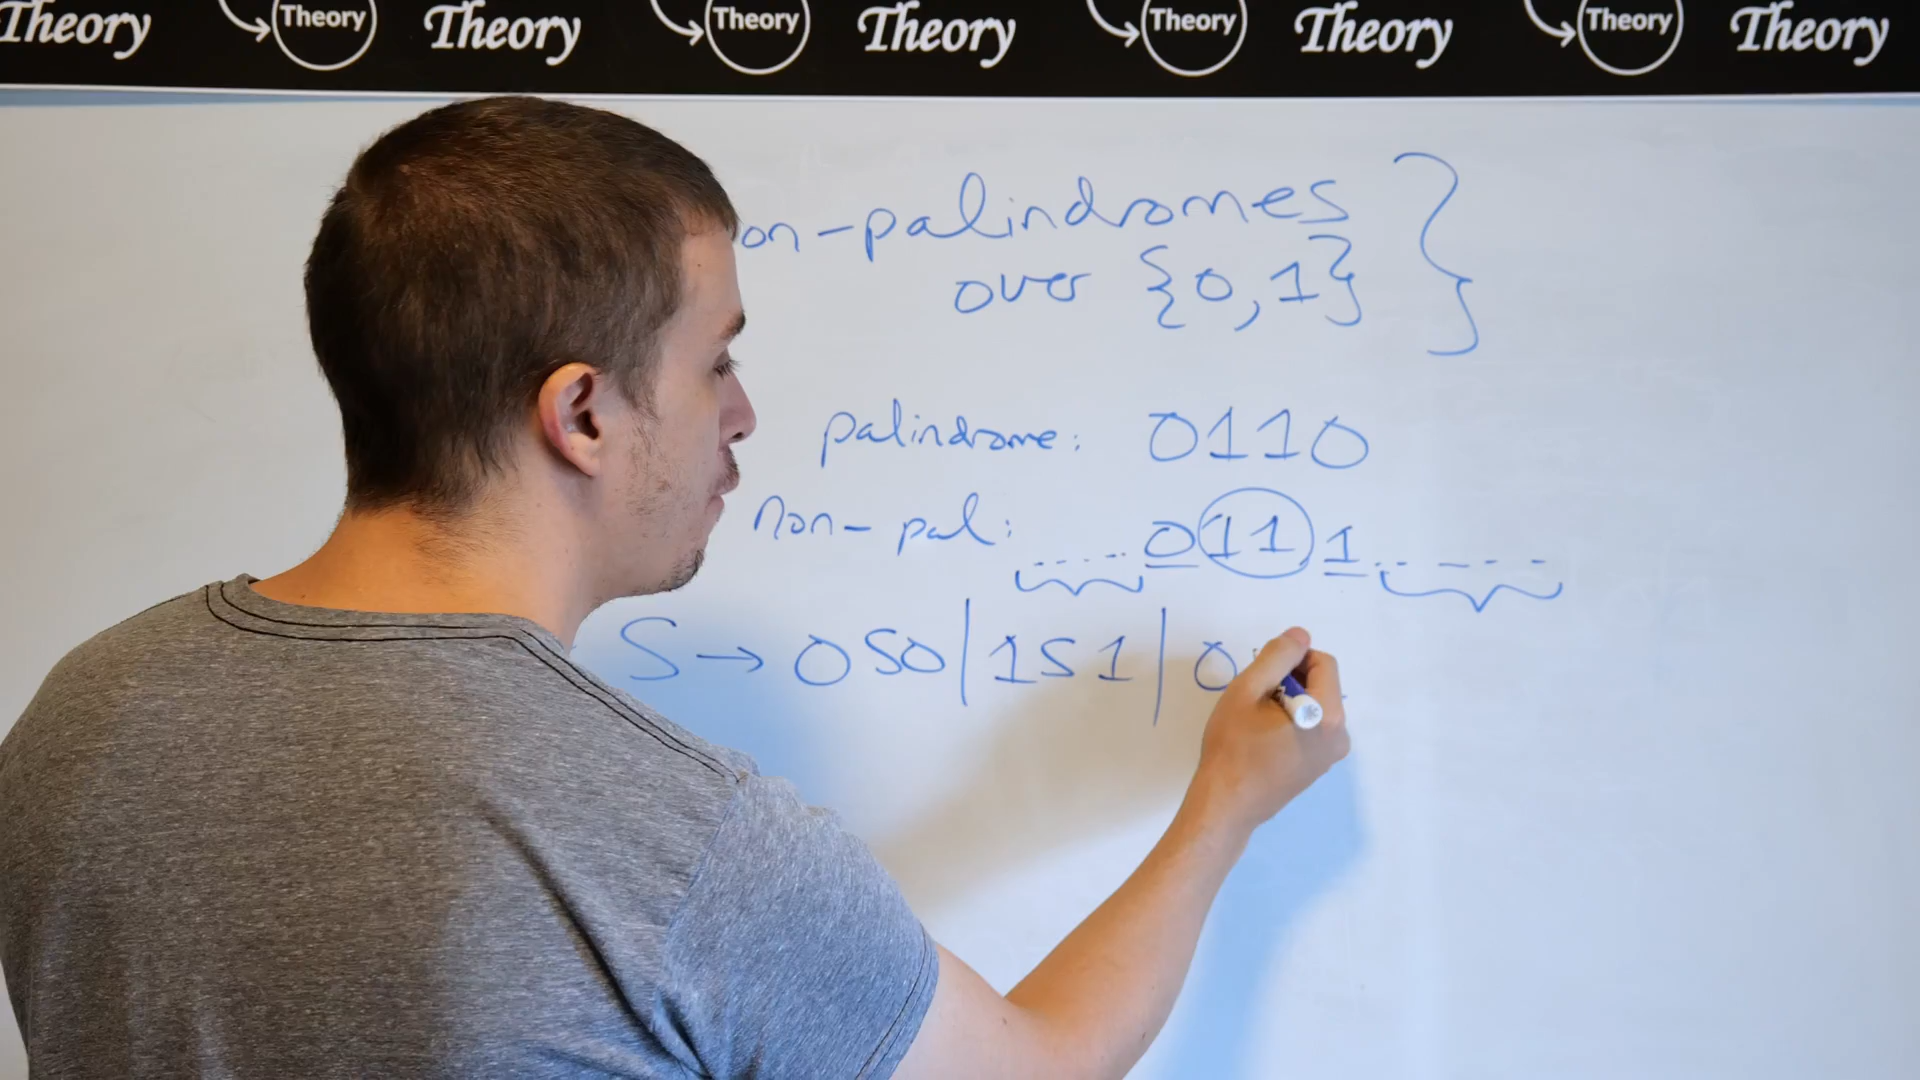 Theory Theory Theory Theory Theory Theory Theory Theory Theory
on-palindromes }
over {0,1}
palindrome: 0110
non-pal: ....0111..----
S → 0S0|1S1|0